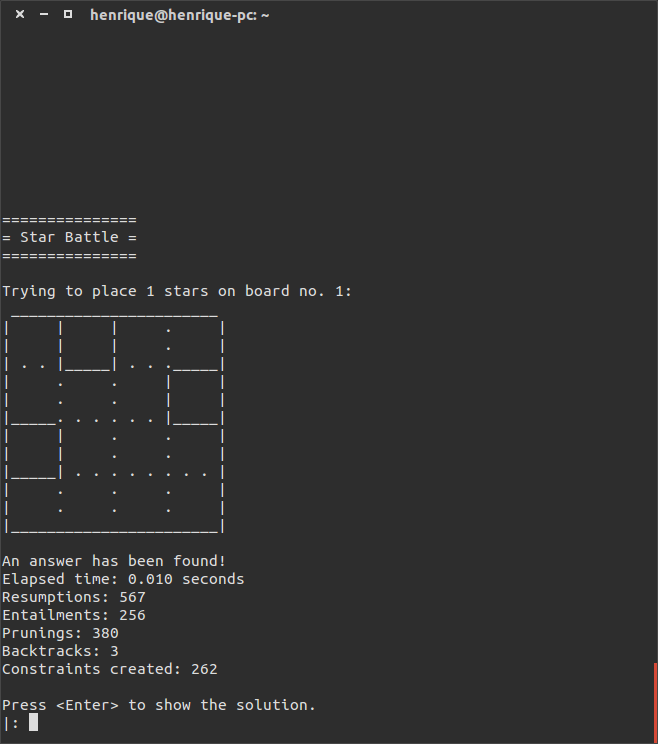 henrique@henrique-pc: ~
===============
= Star Battle =
===============
Trying to place 1 stars on board no. 1:
 _______________________
|     |     |     .     |
|     |     |     .     |
| . . |_____| . . ._____|
|     .     .     |     |
|     .     .     |     |
|_____. . . . . . |_____|
|     |     .     .     |
|     |     .     .     |
|_____| . . . . . . . . |
|     .     .     .     |
|     .     .     .     |
|_______________________|
An answer has been found!
Elapsed time: 0.010 seconds
Resumptions: 567
Entailments: 256
Prunings: 380
Backtracks: 3
Constraints created: 262
Press <Enter> to show the solution.
|: